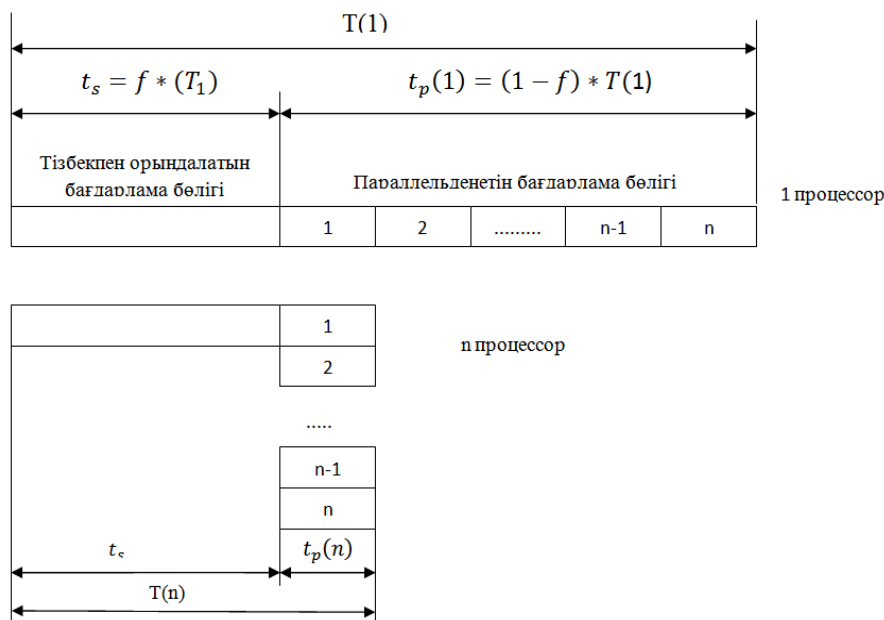 T(1)
t_s = f ∗ (T_1)
t_p(1) = (1 − f) ∗ T(1)
Тізбекпен орындалатын
бағдарлама бөлігі
Параллельденетін бағдарлама бөлігі
1 процессор
1 2 ......... n-1 n
1
n процессор
2
.....
n-1
n
t_s
t_p(n)
T(n)